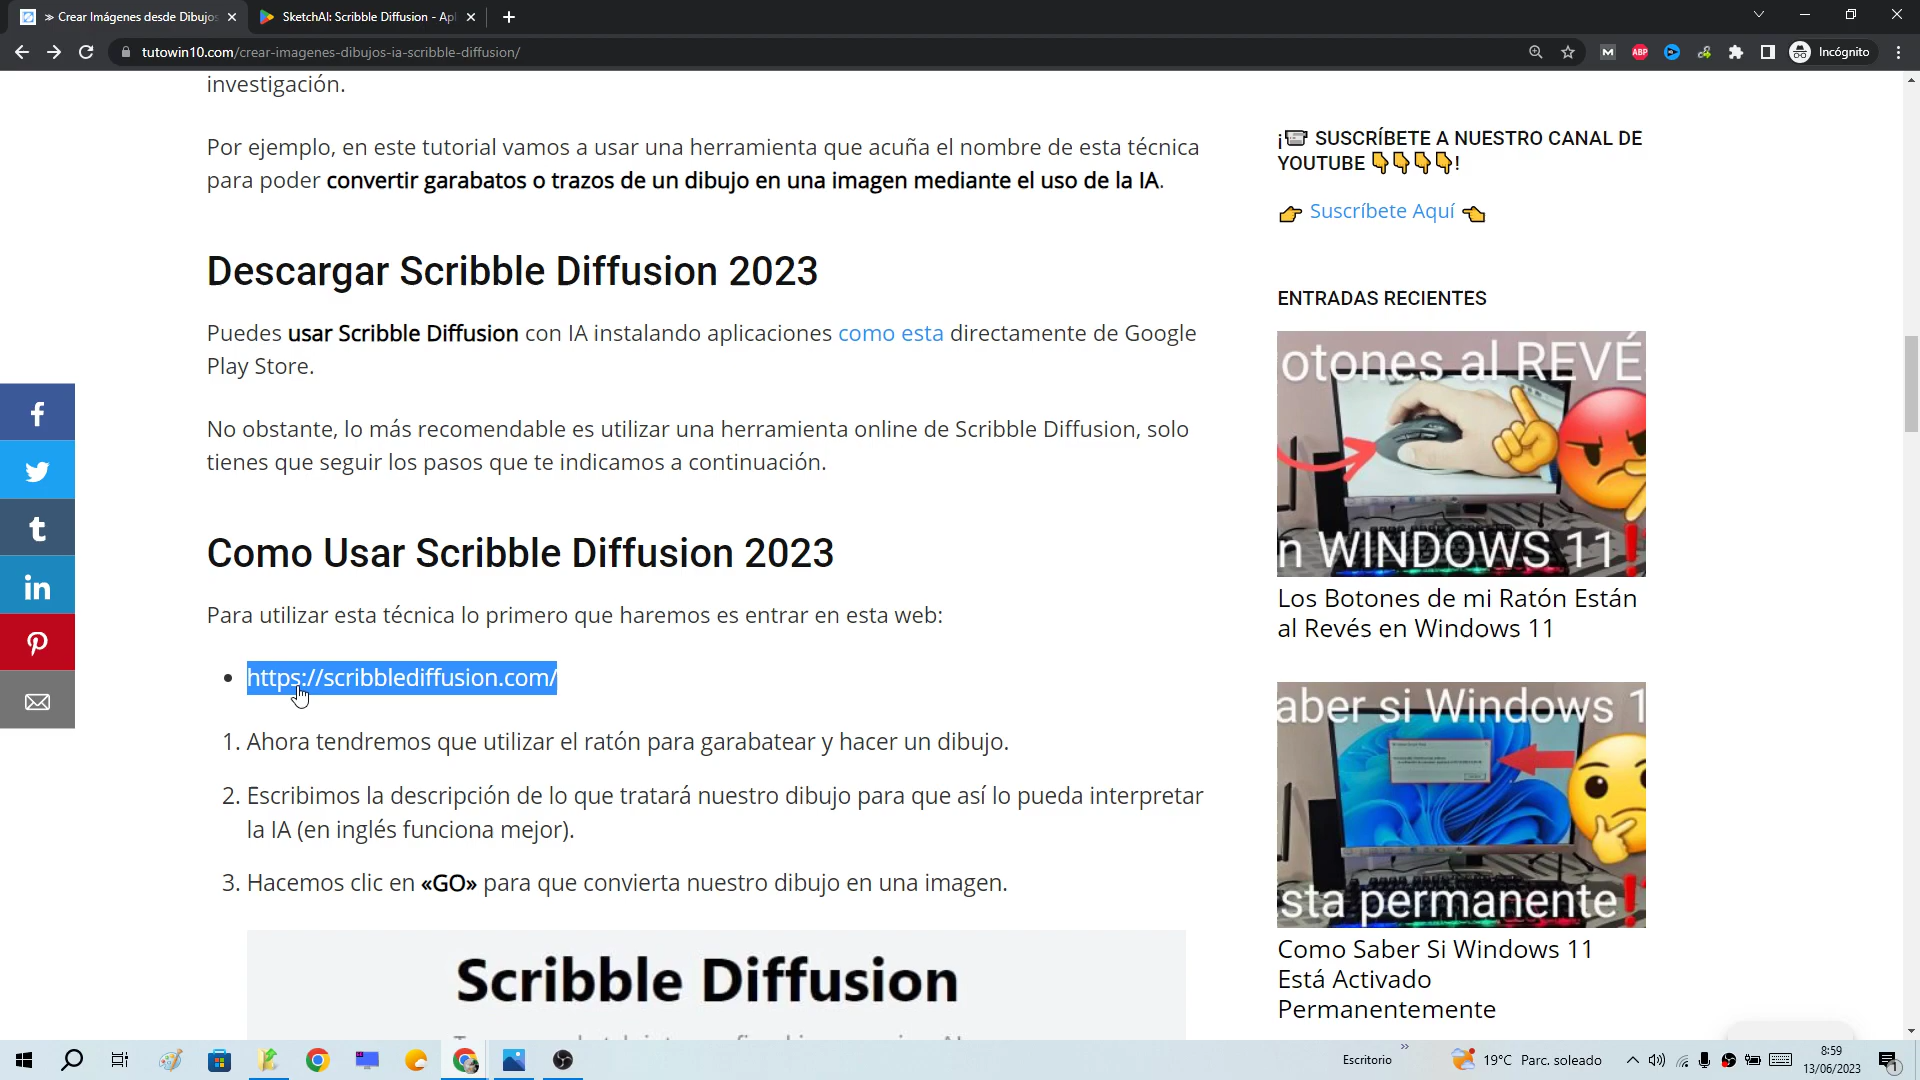 » Crear Imágenes desde Dibujos
SketchAI: Scribble Diffusion - Apl
tutowin10.com/crear-imagenes-dibujos-ia-scribble-diffusion/
M
ABP
Incógnito
investigación.
Por ejemplo, en este tutorial vamos a usar una herramienta que acuña el nombre de esta técnica
para poder convertir garabatos o trazos de un dibujo en una imagen mediante el uso de la IA.
Descargar Scribble Diffusion 2023
Puedes usar Scribble Diffusion con IA instalando aplicaciones como esta directamente de Google
Play Store.
No obstante, lo más recomendable es utilizar una herramienta online de Scribble Diffusion, solo
tienes que seguir los pasos que te indicamos a continuación.
Como Usar Scribble Diffusion 2023
Para utilizar esta técnica lo primero que haremos es entrar en esta web:
• https://scribblediffusion.com/
1. Ahora tendremos que utilizar el ratón para garabatear y hacer un dibujo.
2. Escribimos la descripción de lo que tratará nuestro dibujo para que así lo pueda interpretar
la IA (en inglés funciona mejor).
3. Hacemos clic en «GO» para que convierta nuestro dibujo en una imagen.
Scribble Diffusion
¡📨 SUSCRÍBETE A NUESTRO CANAL DE
YOUTUBE 👇👇👇👇!
👉 Suscríbete Aquí 👈
ENTRADAS RECIENTES
otones al REVÉ
n WINDOWS 11❗
Los Botones de mi Ratón Están
al Revés en Windows 11
aber si Windows 1
sta permanente❗
Como Saber Si Windows 11
Está Activado
Permanentemente
f
t
in
Escritorio
»
19°C Parc. soleado
8:59
13/06/2023
1